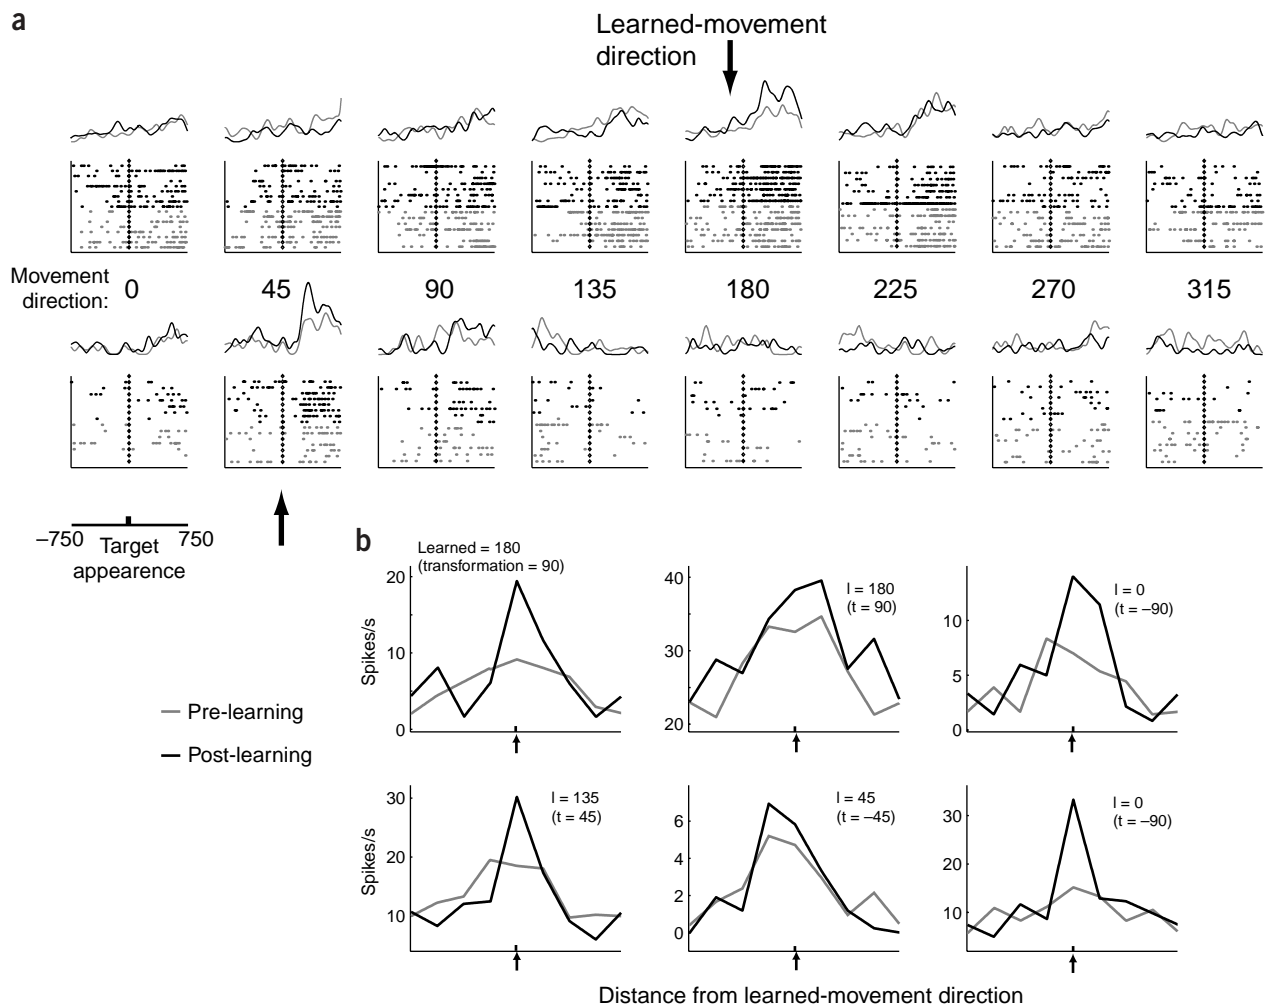 a
Learned-movement
direction
Movement
direction:
0 45 90 135 180 225 270 315
–750 Target 750
appearence
b
Learned = 180
(transformation = 90)
20
10
0
Spikes/s
l = 180
(t = 90)
40
30
20
l = 0
(t = –90)
10
5
0
Pre-learning
Post-learning
l = 135
(t = 45)
30
20
10
Spikes/s
l = 45
(t = –45)
6
4
2
0
l = 0
(t = –90)
30
20
10
Distance from learned-movement direction